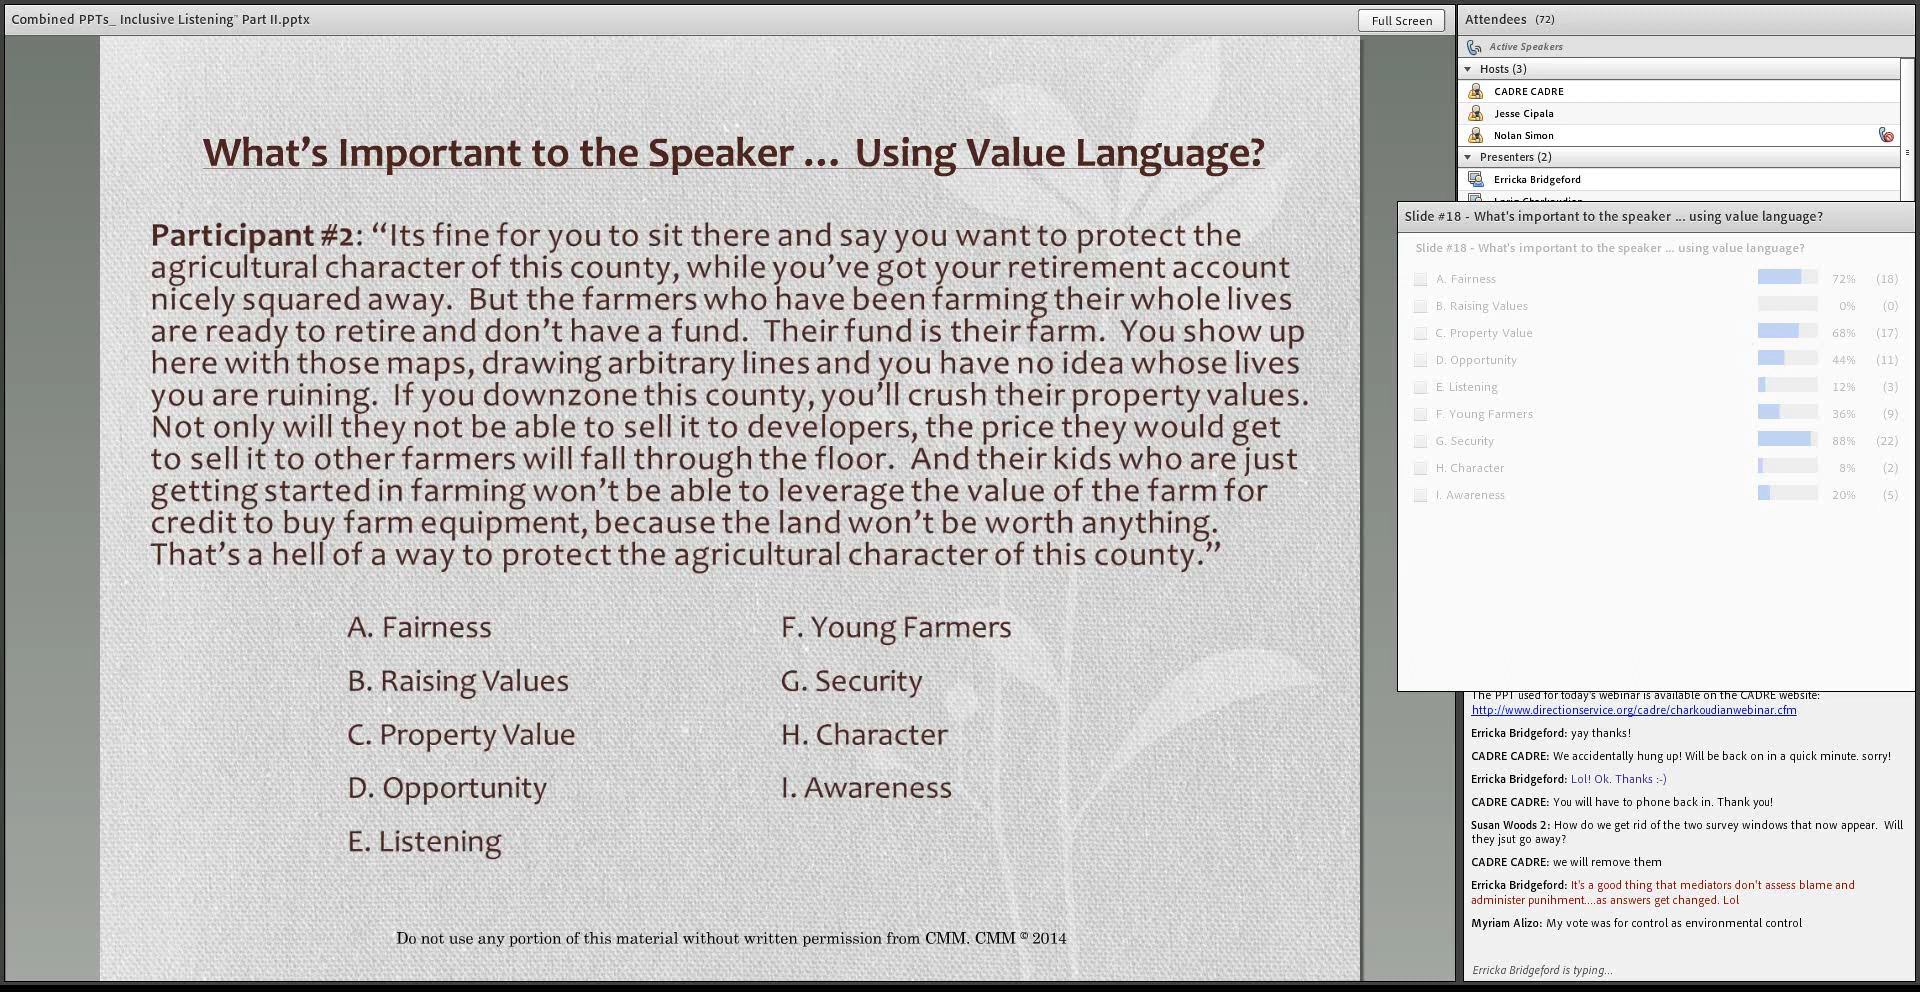 Combined PPTs_ Inclusive Listening™ Part II.pptx
Full Screen
What's Important to the Speaker ... Using Value Language?
Participant #2: “Its fine for you to sit there and say you want to protect the
agricultural character of this county, while you’ve got your retirement account
nicely squared away. But the farmers who have been farming their whole lives
are ready to retire and don’t have a fund. Their fund is their farm. You show up
here with those maps, drawing arbitrary lines and you have no idea whose lives
you are ruining. If you downzone this county, you’ll crush their property values.
Not only will they not be able to sell it to developers, the price they would get
to sell it to other farmers will fall through the floor. And their kids who are just
getting started in farming won’t be able to leverage the value of the farm for
credit to buy farm equipment, because the land won’t be worth anything.
That’s a hell of a way to protect the agricultural character of this county.”
A. Fairness
B. Raising Values
C. Property Value
D. Opportunity
E. Listening
F. Young Farmers
G. Security
H. Character
I. Awareness
Do not use any portion of this material without written permission from CMM. CMM © 2014
Attendees (72)
Active Speakers
Hosts (3)
CADRE CADRE
Jesse Cipala
Nolan Simon
Presenters (2)
Erricka Bridgeford
Slide #18 - What's important to the speaker ... using value language?
Slide #18 - What's important to the speaker ... using value language?
A. Fairness 72% (18)
B. Raising Values 0% (0)
C. Property Value 68% (17)
D. Opportunity 44% (11)
E. Listening 12% (3)
F. Young Farmers 36% (9)
G. Security 88% (22)
H. Character 8% (2)
I. Awareness 20% (5)
The PPT used for today's webinar is available on the CADRE website:
http://www.directionservice.org/cadre/charkoudianwebinar.cfm
Erricka Bridgeford: yay thanks!
CADRE CADRE: We accidentally hung up! Will be back on in a quick minute. sorry!
Erricka Bridgeford: Lol! Ok. Thanks :-)
CADRE CADRE: You will have to phone back in. Thank you!
Susan Woods 2: How do we get rid of the two survey windows that now appear. Will
they jsut go away?
CADRE CADRE: we will remove them
Erricka Bridgeford: It's a good thing that mediators don't assess blame and
administer punihment....as answers get changed. Lol
Myriam Alizo: My vote was for control as environmental control
Erricka Bridgeford is typing...